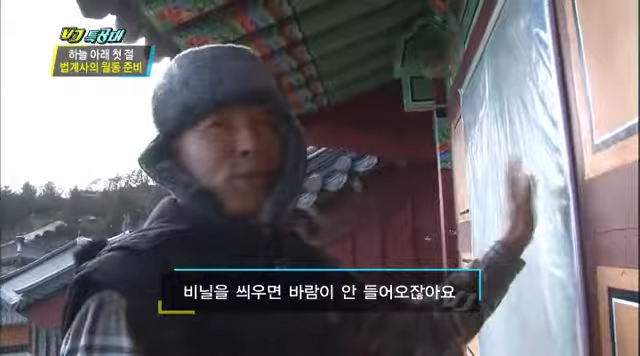 VJ 특공대
하늘 아래 첫 절
법계사의 월동 준비
비닐을 씌우면 바람이 안 들어오잖아요